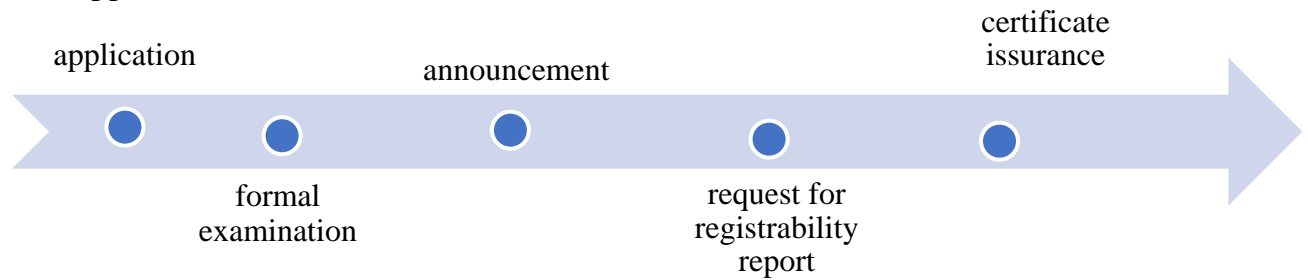 application
formal
examination
announcement
request for
registrability
report
certificate
issurance